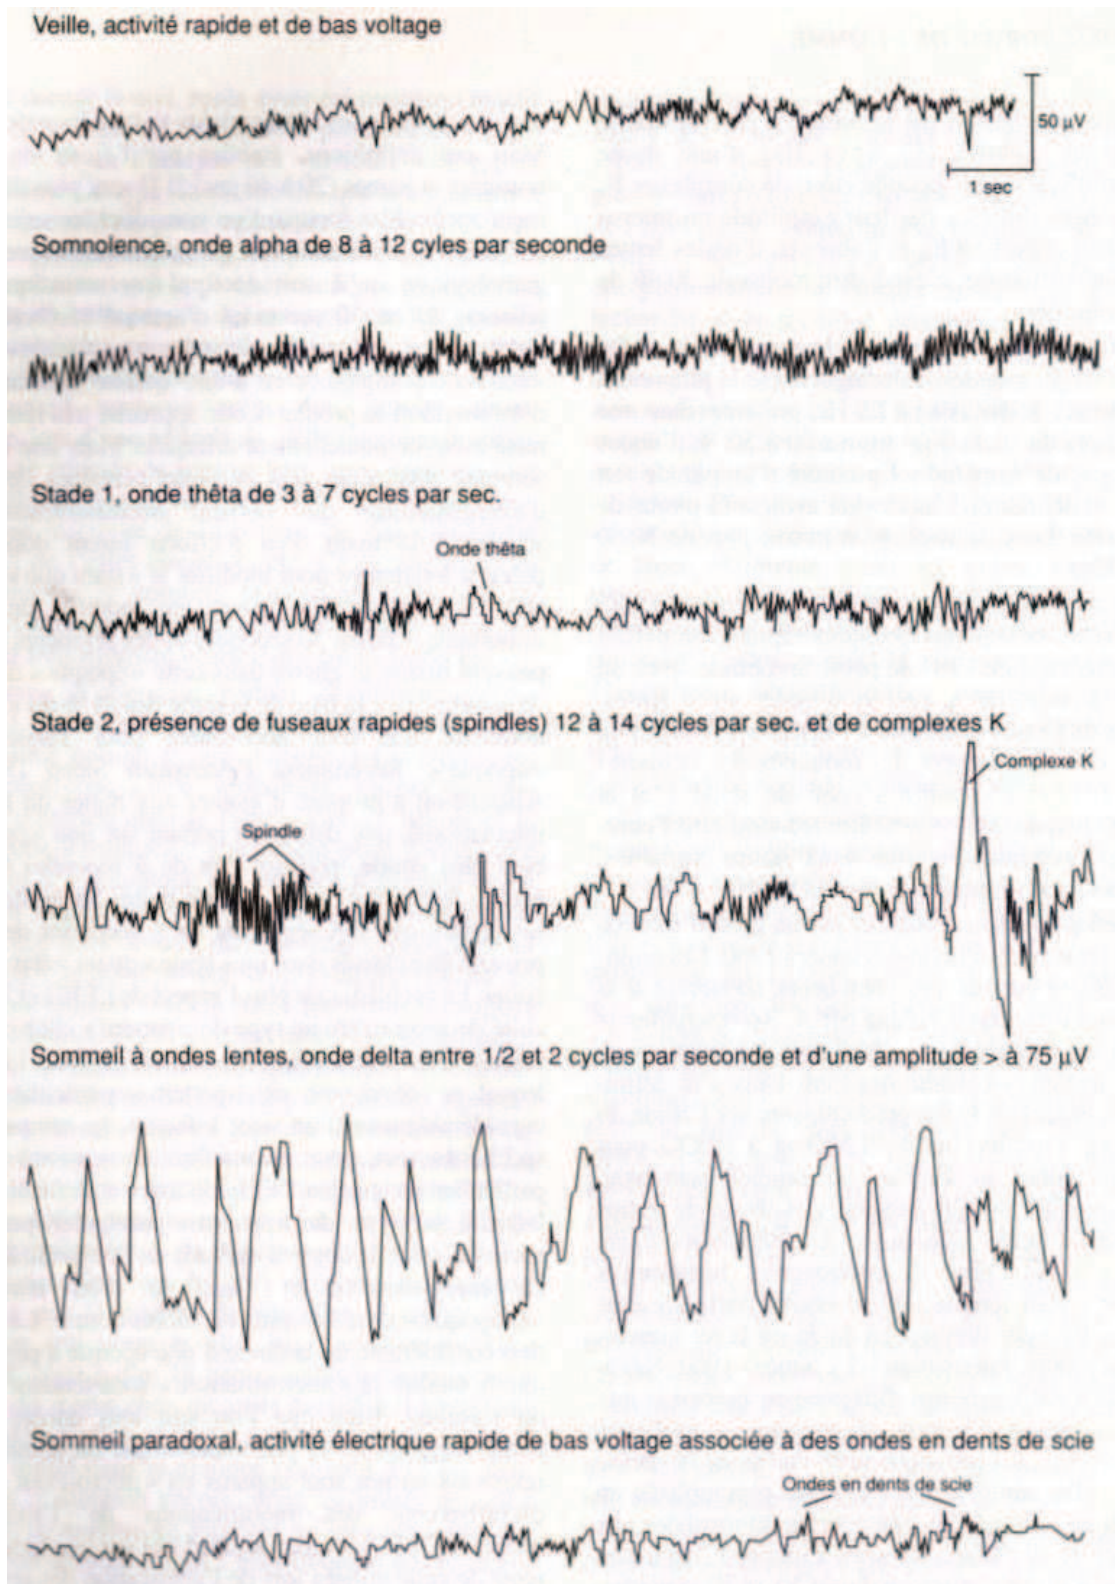 Veille, activité rapide et de bas voltage
50 µV
1 sec
Somnolence, onde alpha de 8 à 12 cyles par seconde
Stade 1, onde thêta de 3 à 7 cycles par sec.
Onde thêta
Stade 2, présence de fuseaux rapides (spindles) 12 à 14 cycles par sec. et de complexes K
Complexe K
Spindle
Sommeil à ondes lentes, onde delta entre 1/2 et 2 cycles par seconde et d'une amplitude > à 75 µV
Sommeil paradoxal, activité électrique rapide de bas voltage associée à des ondes en dents de scie
Ondes en dents de scie